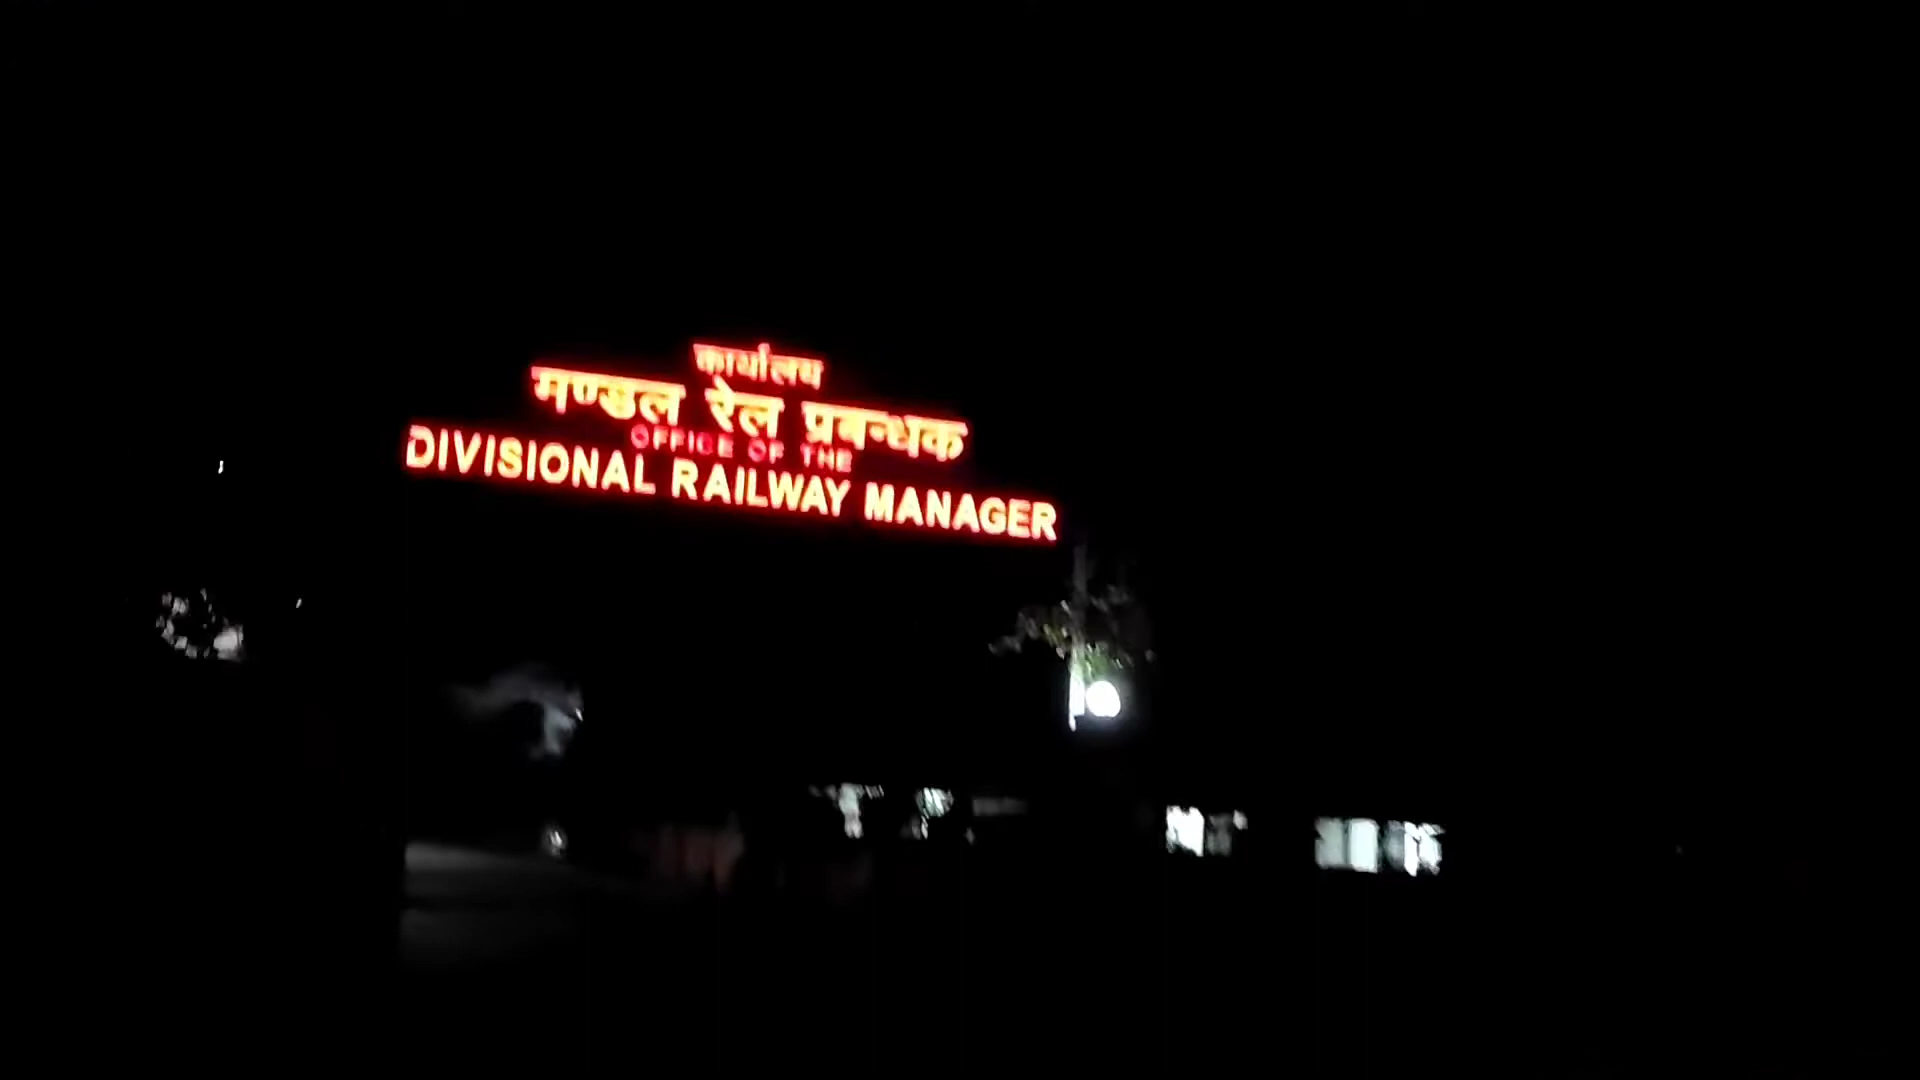 कार्यालय
मण्डल रेल प्रबन्धक
OFFICE OF THE
DIVISIONAL RAILWAY MANAGER